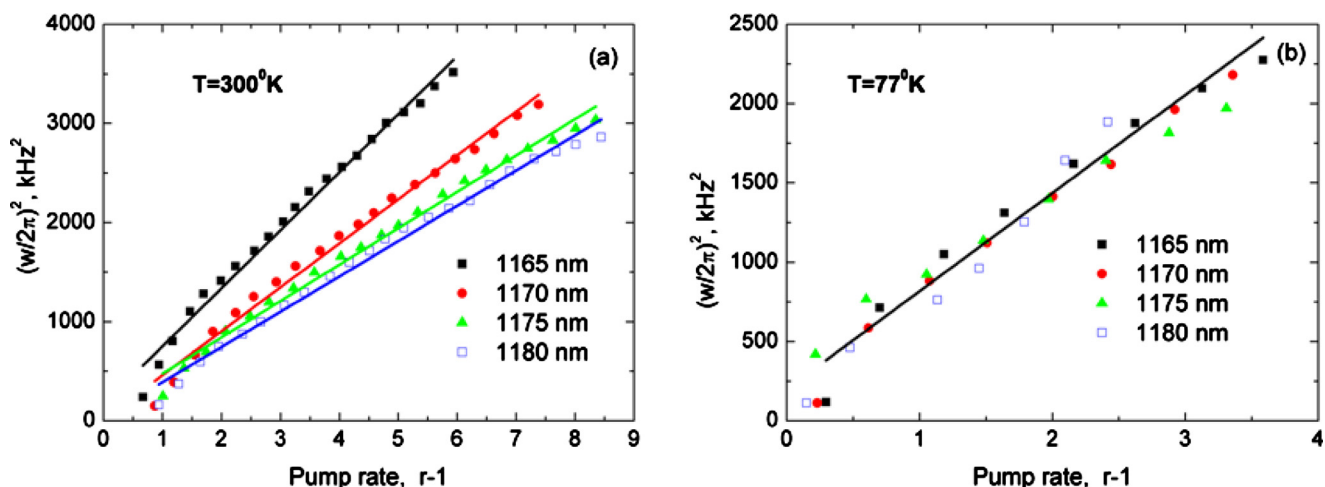 4000
3000
2000
1000
0
(w/2π)², kHz²
T=300⁰K
(a)
1165 nm
1170 nm
1175 nm
1180 nm
0 1 2 3 4 5 6 7 8 9
Pump rate, r-1
2500
2000
1500
1000
500
0
(w/2π)², kHz²
T=77⁰K
(b)
1165 nm
1170 nm
1175 nm
1180 nm
0 1 2 3 4
Pump rate, r-1